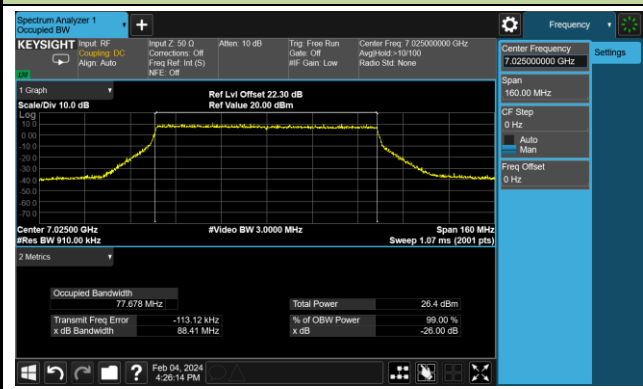 Spectrum Analyzer 1
Occupied BW
Frequency
KEYSIGHT
Input: RF
Coupling: DC
Align: Auto
Input Z: 50 Ω
Corrections: Off
Freq Ref: Int (S)
NFE: Off
Atten: 10 dB
Trig: Free Run
Gate: Off
#IF Gain: Low
Center Freq: 7.025000000 GHz
Avg|Hold:>10/100
Radio Std: None
Center Frequency
7.025000000 GHz
Settings
Span
160.00 MHz
CF Step
0 Hz
Auto
Man
Freq Offset
0 Hz
1 Graph
Scale/Div 10.0 dB
Ref Lvl Offset 22.30 dB
Ref Value 20.00 dBm
Log
10.0
0.00
-10.0
-20.0
-30.0
-40.0
-50.0
-60.0
-70.0
Center 7.02500 GHz
#Res BW 910.00 kHz
#Video BW 3.0000 MHz
Span 160 MHz
Sweep 1.07 ms (2001 pts)
2 Metrics
Occupied Bandwidth
77.678 MHz
Total Power 26.4 dBm
Transmit Freq Error -113.12 kHz
% of OBW Power 99.00 %
x dB Bandwidth 88.41 MHz
x dB -26.00 dB
Feb 04, 2024
4:26:14 PM